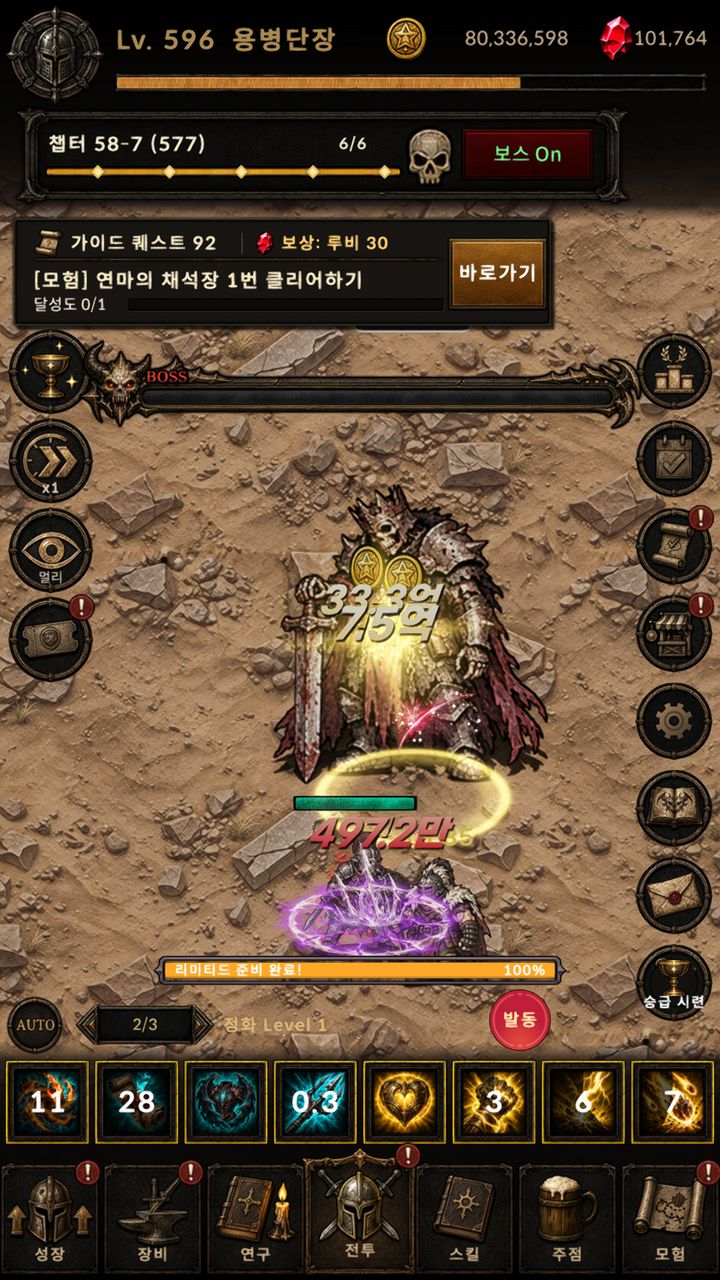 Lv. 596 용병단장
80,336,598
101,764
챕터 58-7 (577)
6/6
보스 On
가이드 퀘스트 92
보상: 루비 30
[모험] 연마의 채석장 1번 클리어하기
달성도 0/1
바로가기
BOSS
x1
멀리
!
!
!
33.3억
7.5억
497.2만
리미티드 준비 완료!
100%
승급 시련
AUTO
2/3
정화 Level 1
발동
11
28
0.3
3
6
7
!
!
!
!
성장
장비
연구
전투
스킬
주점
모험